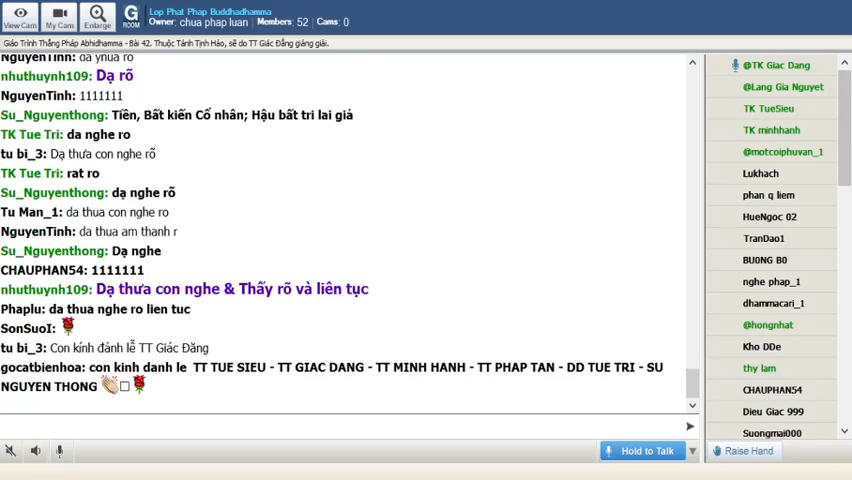 Lop Phat Phap Buddhadhamma
Owner: chua phap luan Members: 52 Cams: 0
View Cam
My Cam
Enlarge
G
ROOM
Giáo Trình Thắng Pháp Abhidhamma - Bài 42. Thuộc Tánh Tịnh Hảo, sẽ do TT Giác Đẳng giảng giải.
NguyenTinh: da yhua ro
nhuthuynh109: Dạ rõ
NguyenTinh: 1111111
Su_Nguyenthong: Tiền, Bất kiến Cổ nhân; Hậu bất tri lai giả
TK Tue Tri: da nghe ro
tu bi_3: Dạ thưa con nghe rõ
TK Tue Tri: rat ro
Su_Nguyenthong: dạ nghe rõ
Tu Man_1: da thua con nghe ro
NguyenTinh: da thua am thanh r
Su_Nguyenthong: Dạ nghe
CHAUPHAN54: 1111111
nhuthuynh109: Dạ thưa con nghe & Thấy rõ và liên tục
Phaplu: da thua nghe ro lien tuc
SonSuoI:
tu bi_3: Con kính đảnh lễ TT Giác Đăng
gocatbienhoa: con kinh danh le TT TUE SIEU - TT GIAC DANG - TT MINH HANH - TT PHAP TAN - DD TUE TRI - SU
NGUYEN THONG
Hold to Talk
@TK Giac Dang
@Lang Gia Nguyet
TK TueSieu
TK minhhanh
@motcoiphuvan_1
Lukhach
phan q liem
HueNgoc 02
TranDao1
BU0NG B0
nghe phap_1
dhammacari_1
@hongnhat
Kho DDe
thy lam
CHAUPHAN54
Dieu Giac 999
Suongmai000
Raise Hand